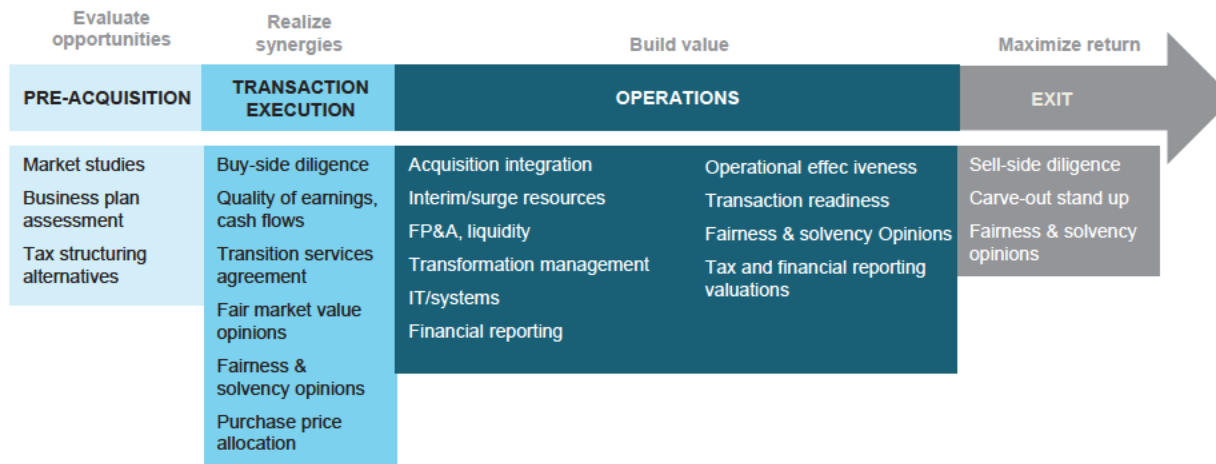 Evaluate
opportunities
Realize
synergies
Build value
Maximize return
PRE-ACQUISITION
TRANSACTION
EXECUTION
OPERATIONS
EXIT
Market studies
Business plan
assessment
Tax structuring
alternatives
Buy-side diligence
Quality of earnings,
cash flows
Transition services
agreement
Fair market value
opinions
Fairness &
solvency opinions
Purchase price
allocation
Acquisition integration
Interim/surge resources
FP&A, liquidity
Transformation management
IT/systems
Financial reporting
Operational effec iveness
Transaction readiness
Fairness & solvency Opinions
Tax and financial reporting
valuations
Sell-side diligence
Carve-out stand up
Fairness & solvency
opinions